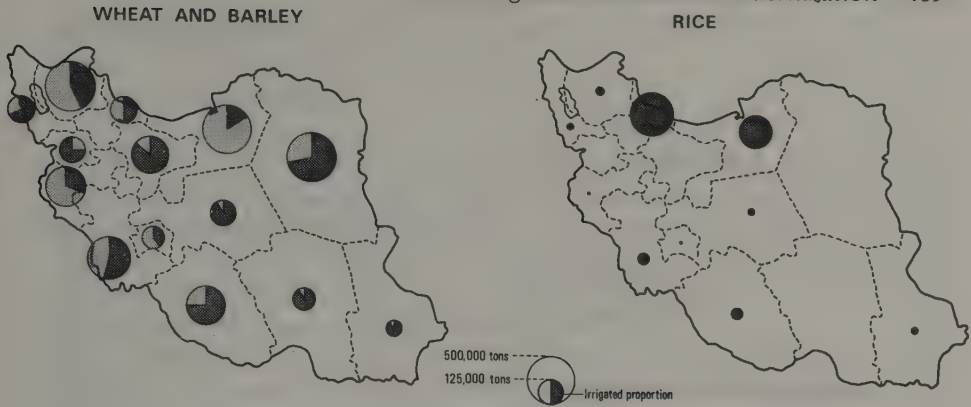 WHEAT AND BARLEY
RICE
500,000 tons
125,000 tons
Irrigated proportion